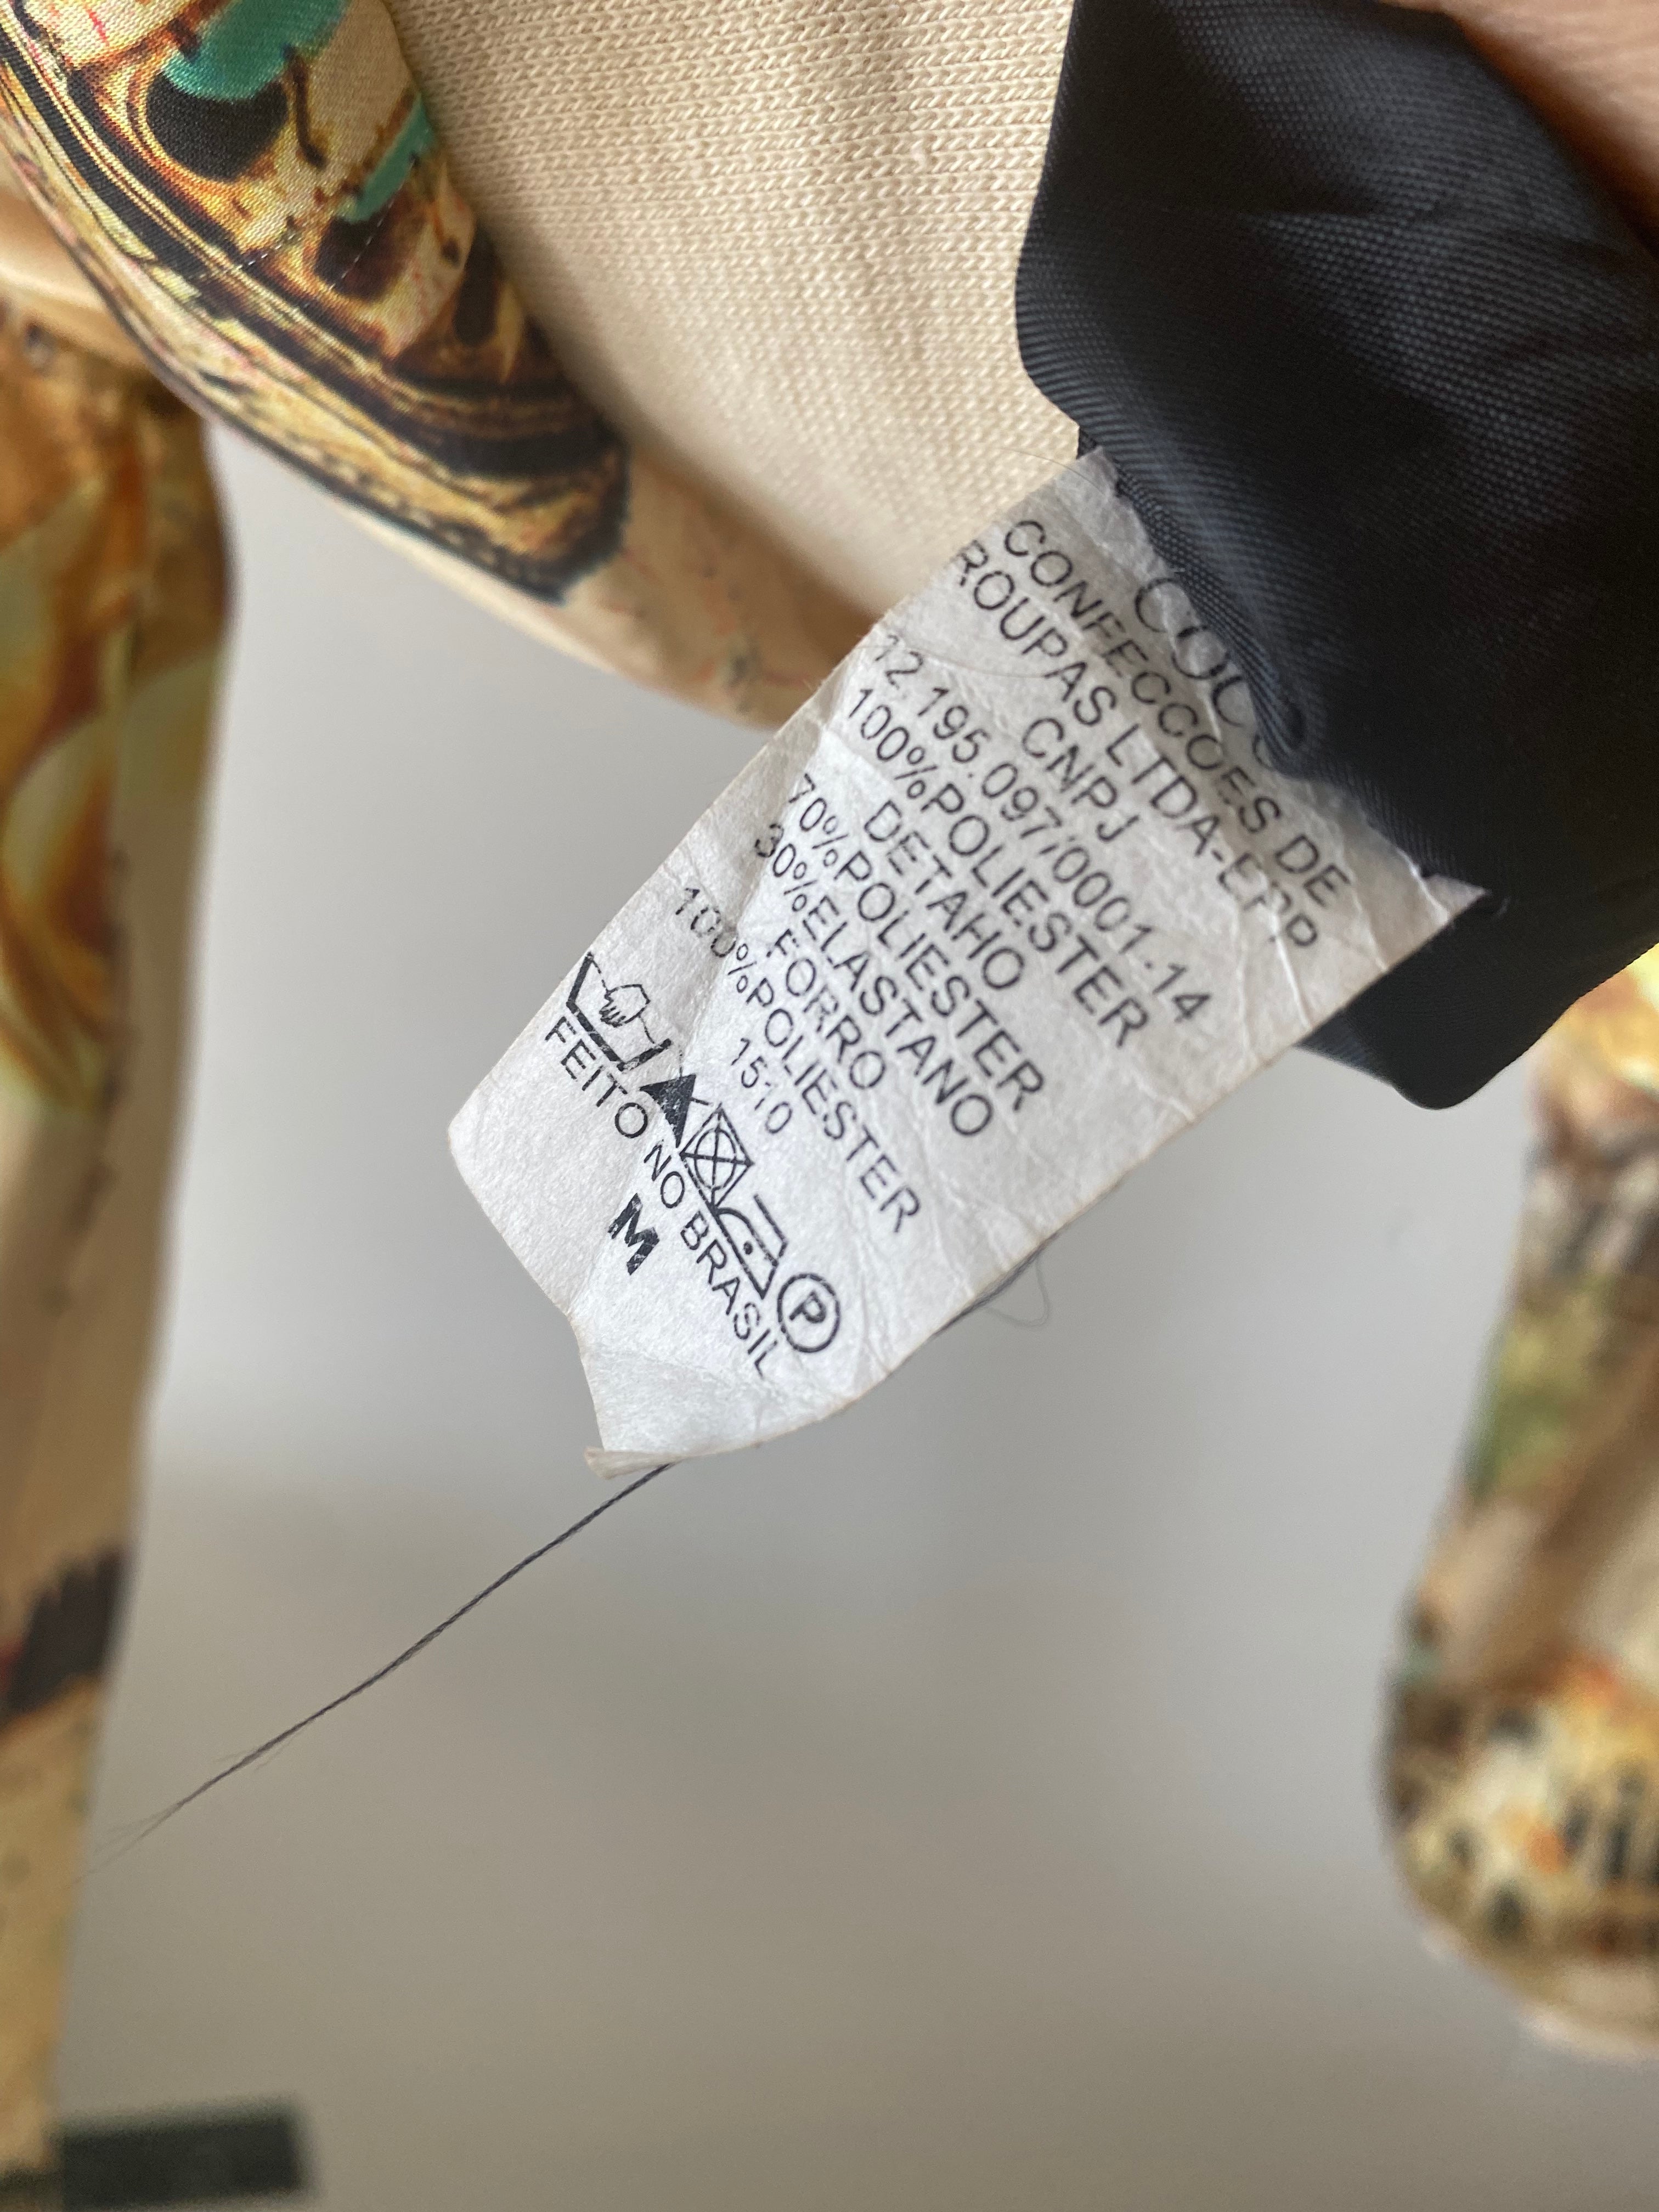 CONFECCOES DE
ROUPAS LTDA-EPP
CNPJ
12.195.097/0001-14
100%POLIESTER
DETAHO
70%POLIESTER
30%ELASTANO
FORRO
100%POLIESTER
1510
P
FEITO NO BRASIL
M